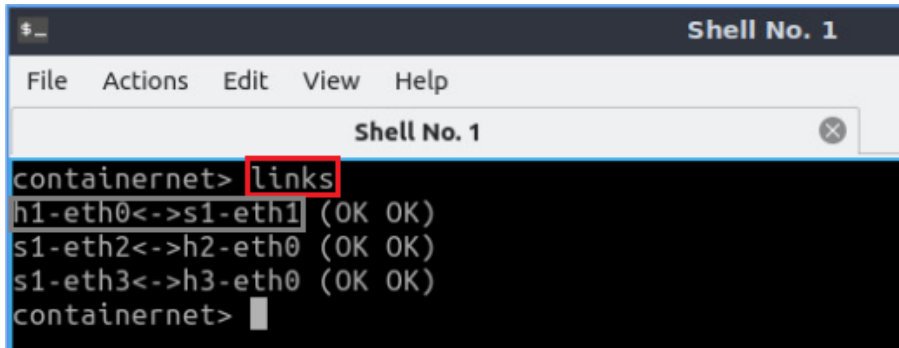 $_ Shell No. 1
File Actions Edit View Help
Shell No. 1
containernet> links
h1-eth0<->s1-eth1 (OK OK)
s1-eth2<->h2-eth0 (OK OK)
s1-eth3<->h3-eth0 (OK OK)
containernet>